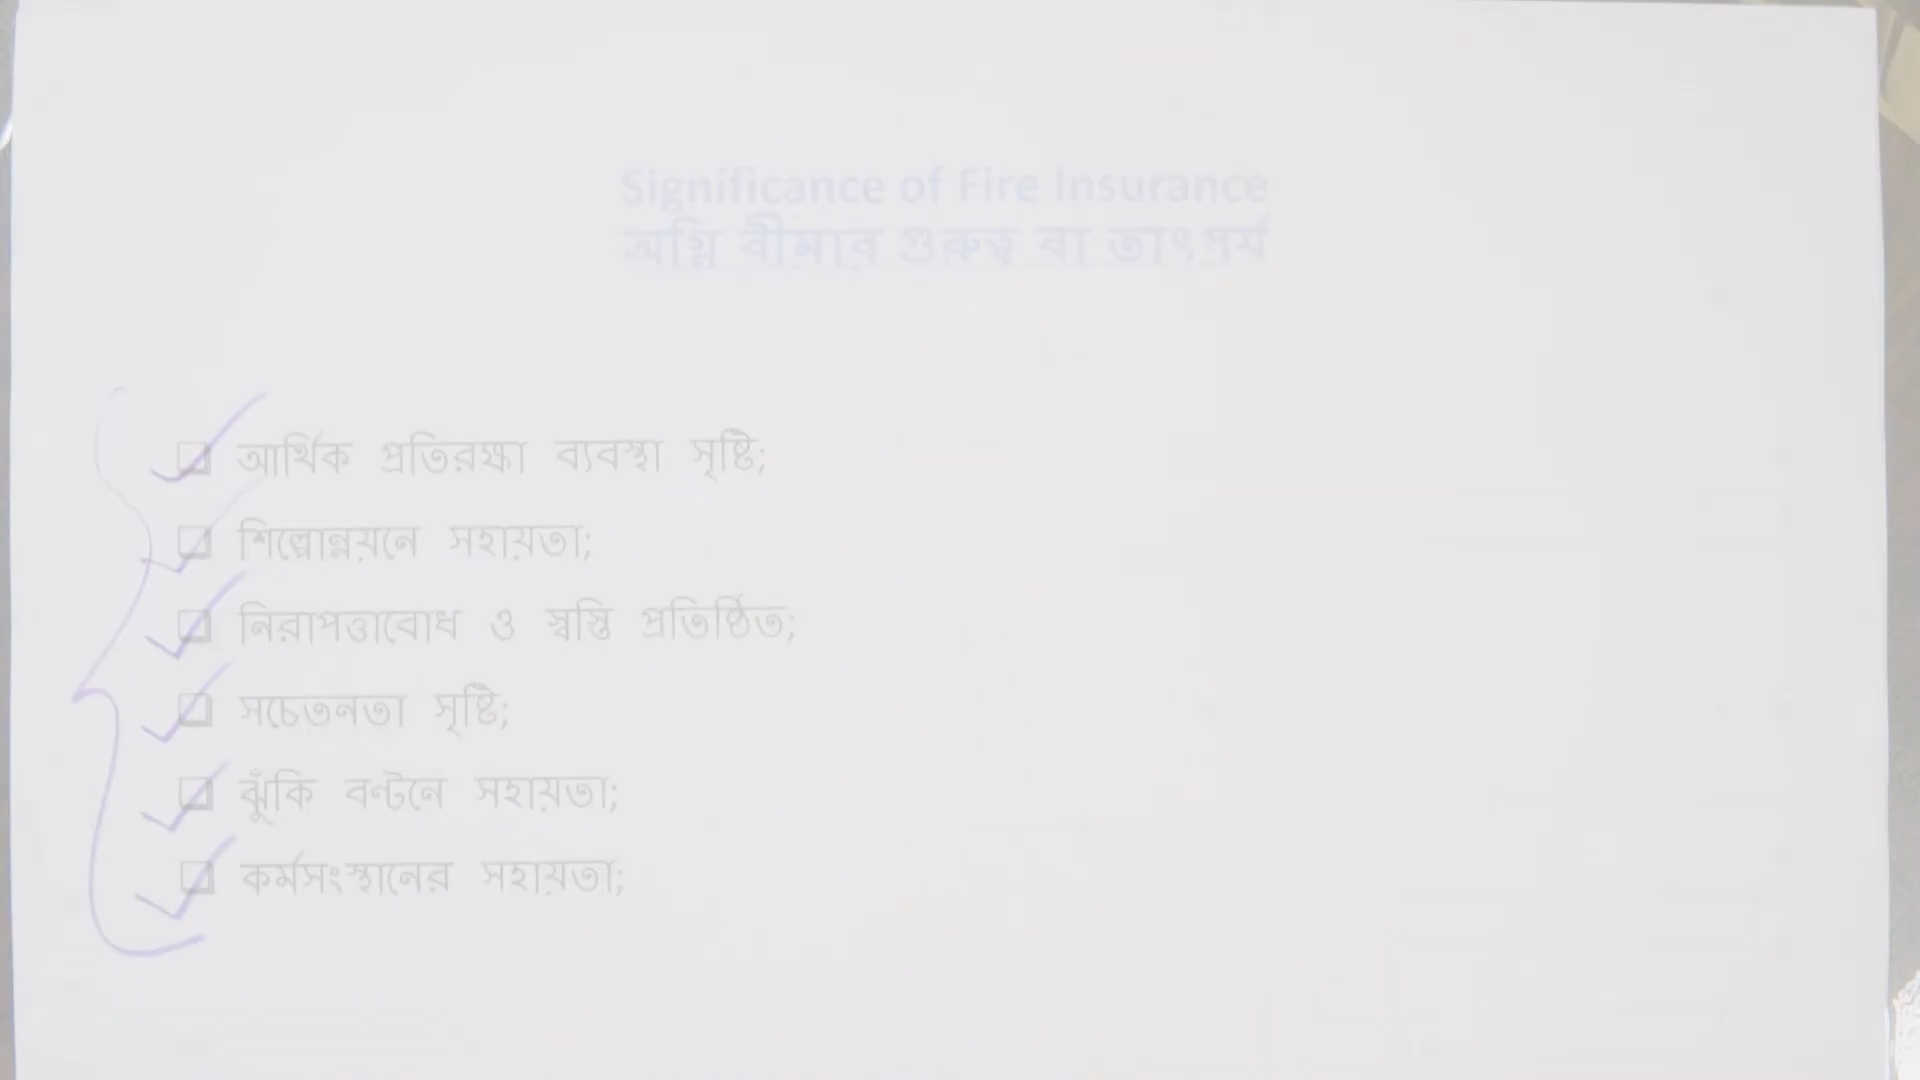 Significance of Fire Insurance
অগ্নি বীমার গুরুত্ব বা তাৎপর্য
আর্থিক প্রতিরক্ষা ব্যবস্থা সৃষ্টি;
শিল্পোন্নয়নে সহায়তা;
নিরাপত্তাবোধ ও স্বস্তি প্রতিষ্ঠিত;
সচেতনতা সৃষ্টি;
ঝুঁকি বণ্টনে সহায়তা;
কর্মসংস্থানের সহায়তা;